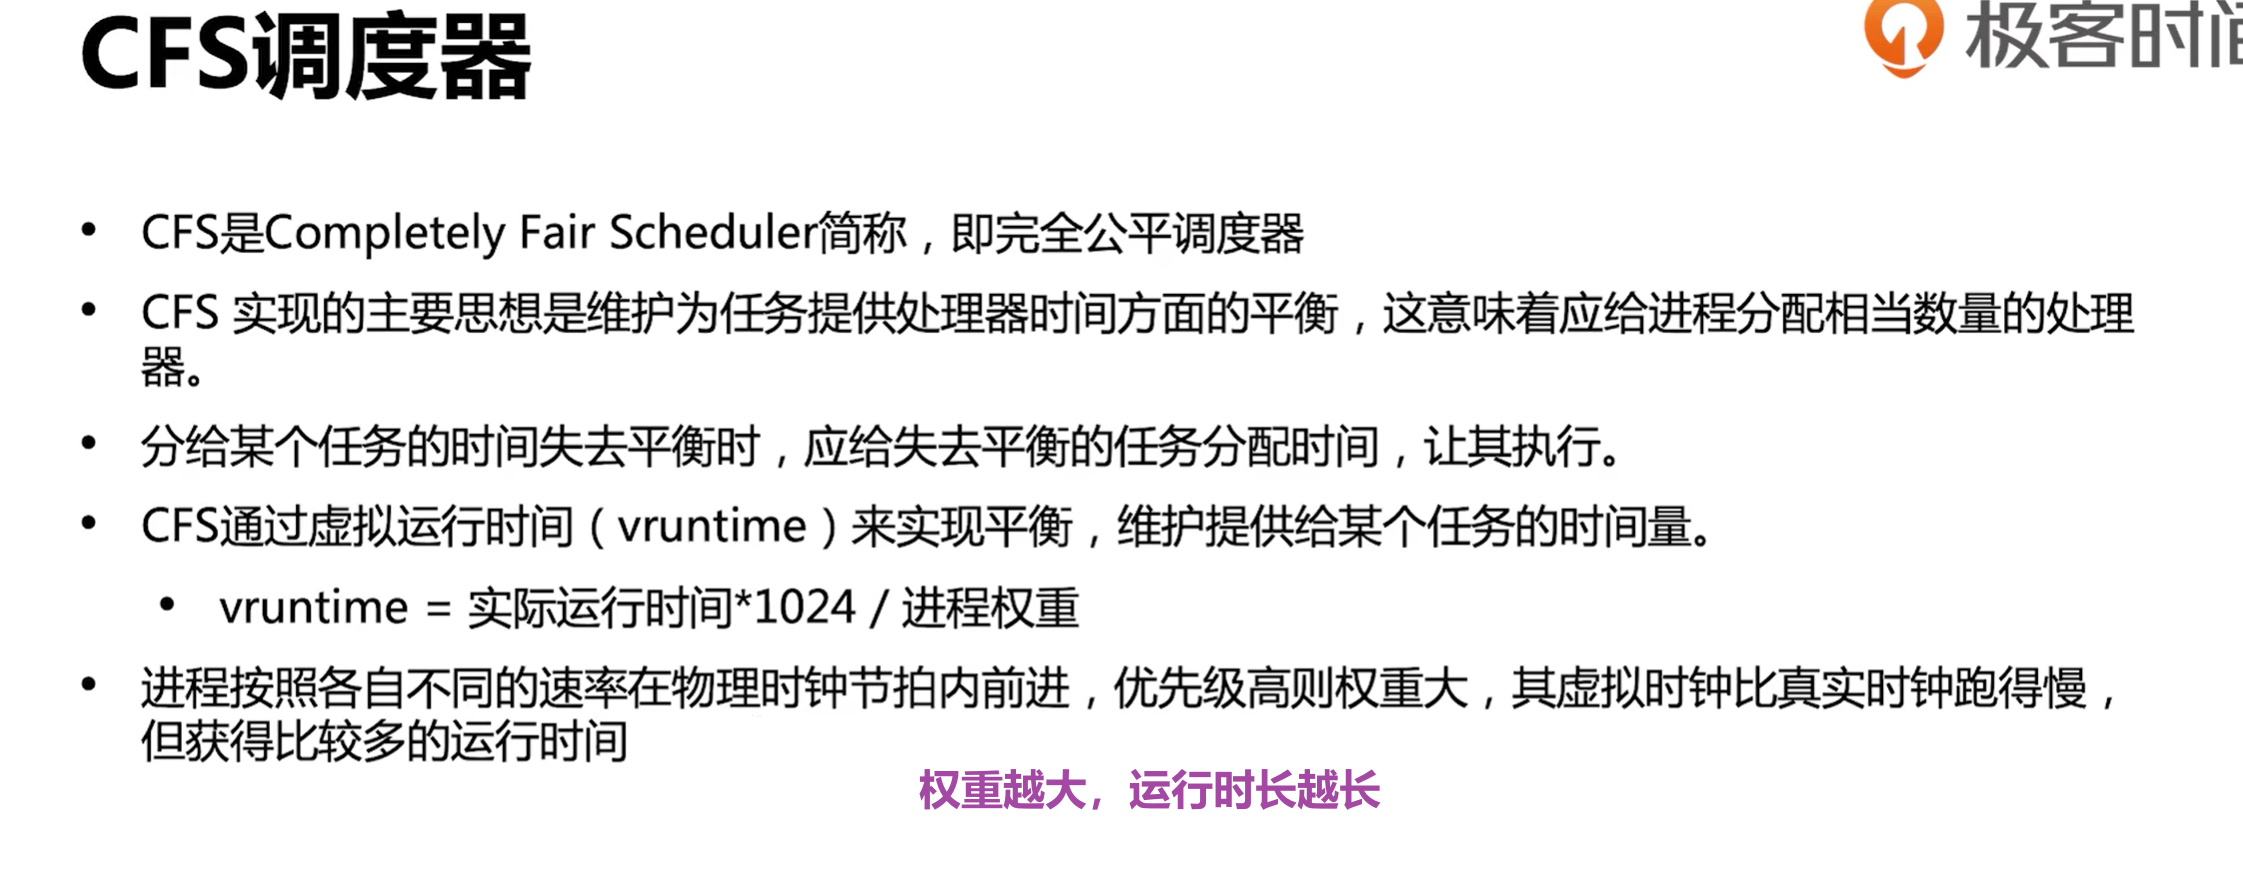 CFS调度器
极客时间
• CFS是Completely Fair Scheduler简称，即完全公平调度器
• CFS 实现的主要思想是维护为任务提供处理器时间方面的平衡，这意味着应给进程分配相当数量的处理
器。
• 分给某个任务的时间失去平衡时，应给失去平衡的任务分配时间，让其执行。
• CFS通过虚拟运行时间（vruntime）来实现平衡，维护提供给某个任务的时间量。
• vruntime = 实际运行时间*1024 / 进程权重
• 进程按照各自不同的速率在物理时钟节拍内前进，优先级高则权重大，其虚拟时钟比真实时钟跑得慢，
但获得比较多的运行时间
权重越大，运行时长越长